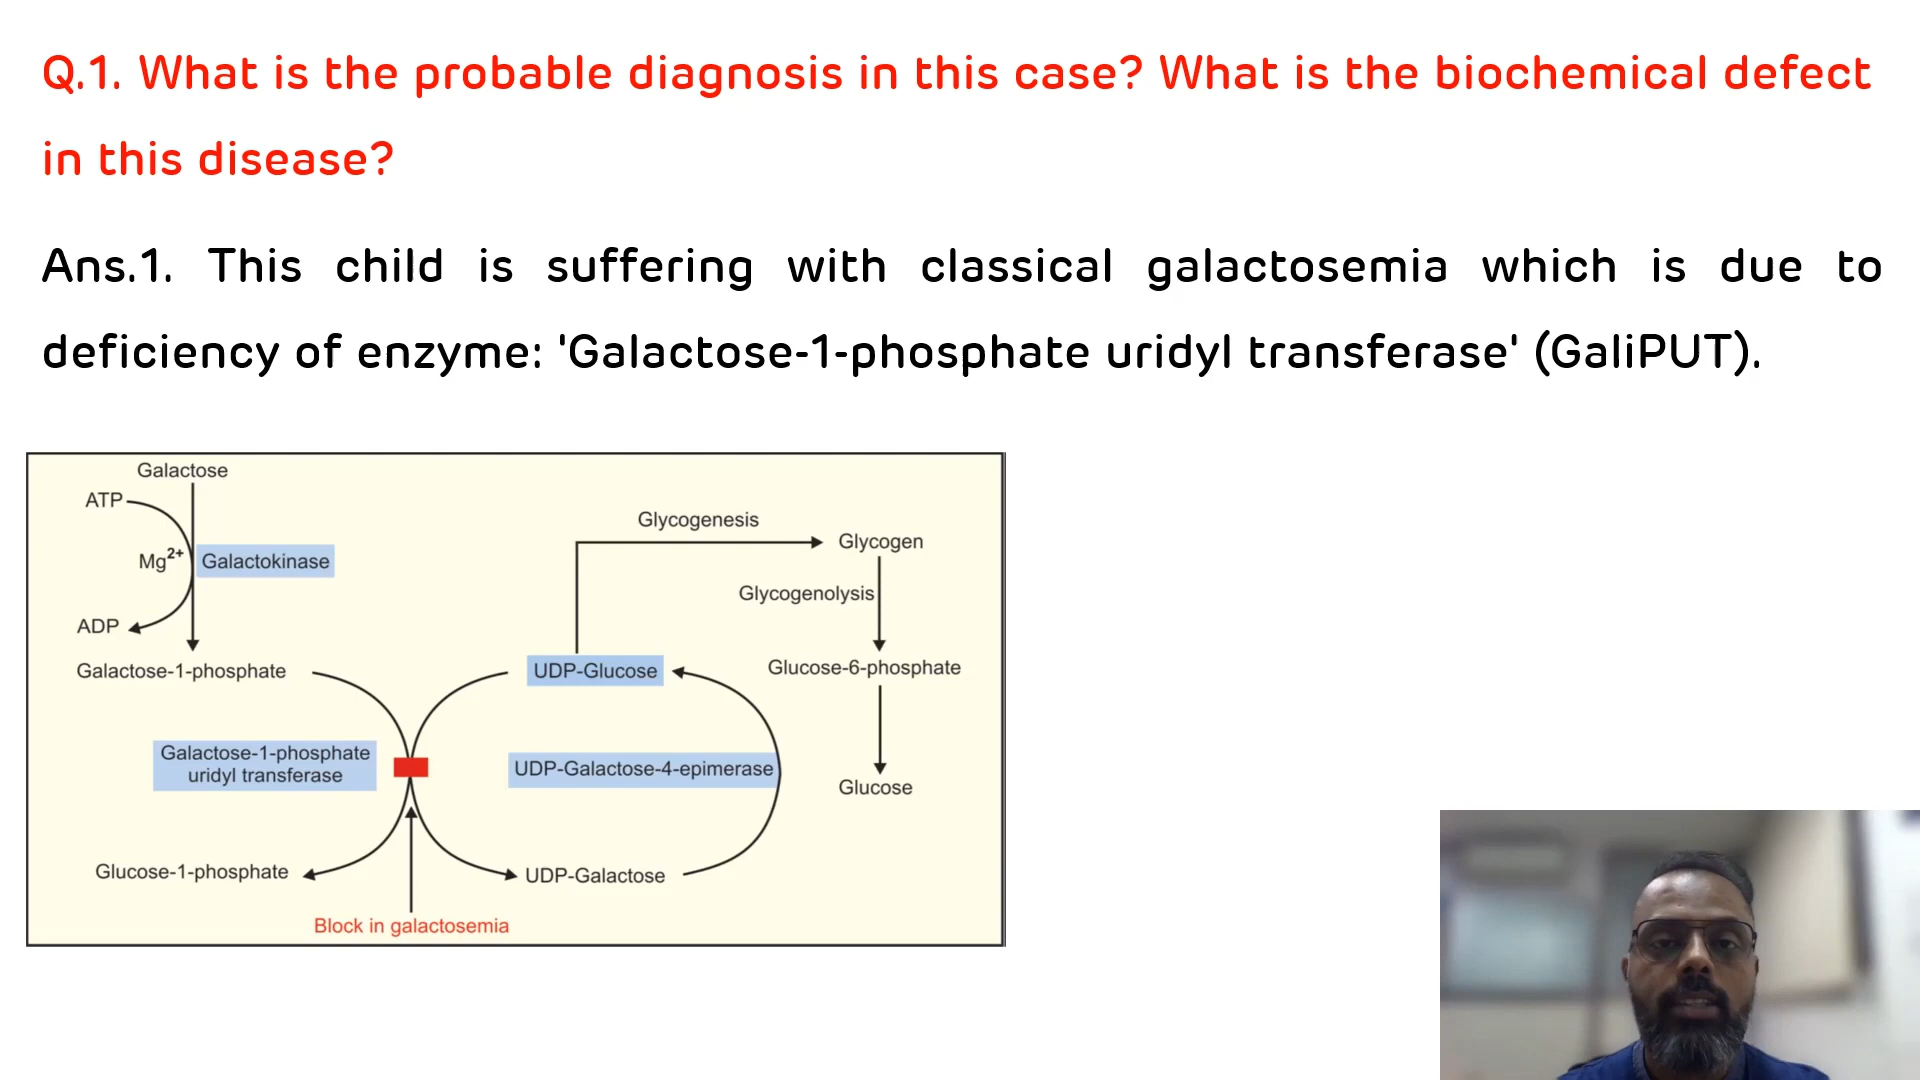 Q.1. What is the probable diagnosis in this case? What is the biochemical defect
in this disease?
Ans.1. This child is suffering with classical galactosemia which is due to
deficiency of enzyme: 'Galactose-1-phosphate uridyl transferase' (GaliPUT).
Galactose
ATP
Mg2+
Galactokinase
ADP
Galactose-1-phosphate
Galactose-1-phosphate
uridyl transferase
Glucose-1-phosphate
Block in galactosemia
Glycogenesis
Glycogen
Glycogenolysis
UDP-Glucose
Glucose-6-phosphate
UDP-Galactose-4-epimerase
Glucose
UDP-Galactose